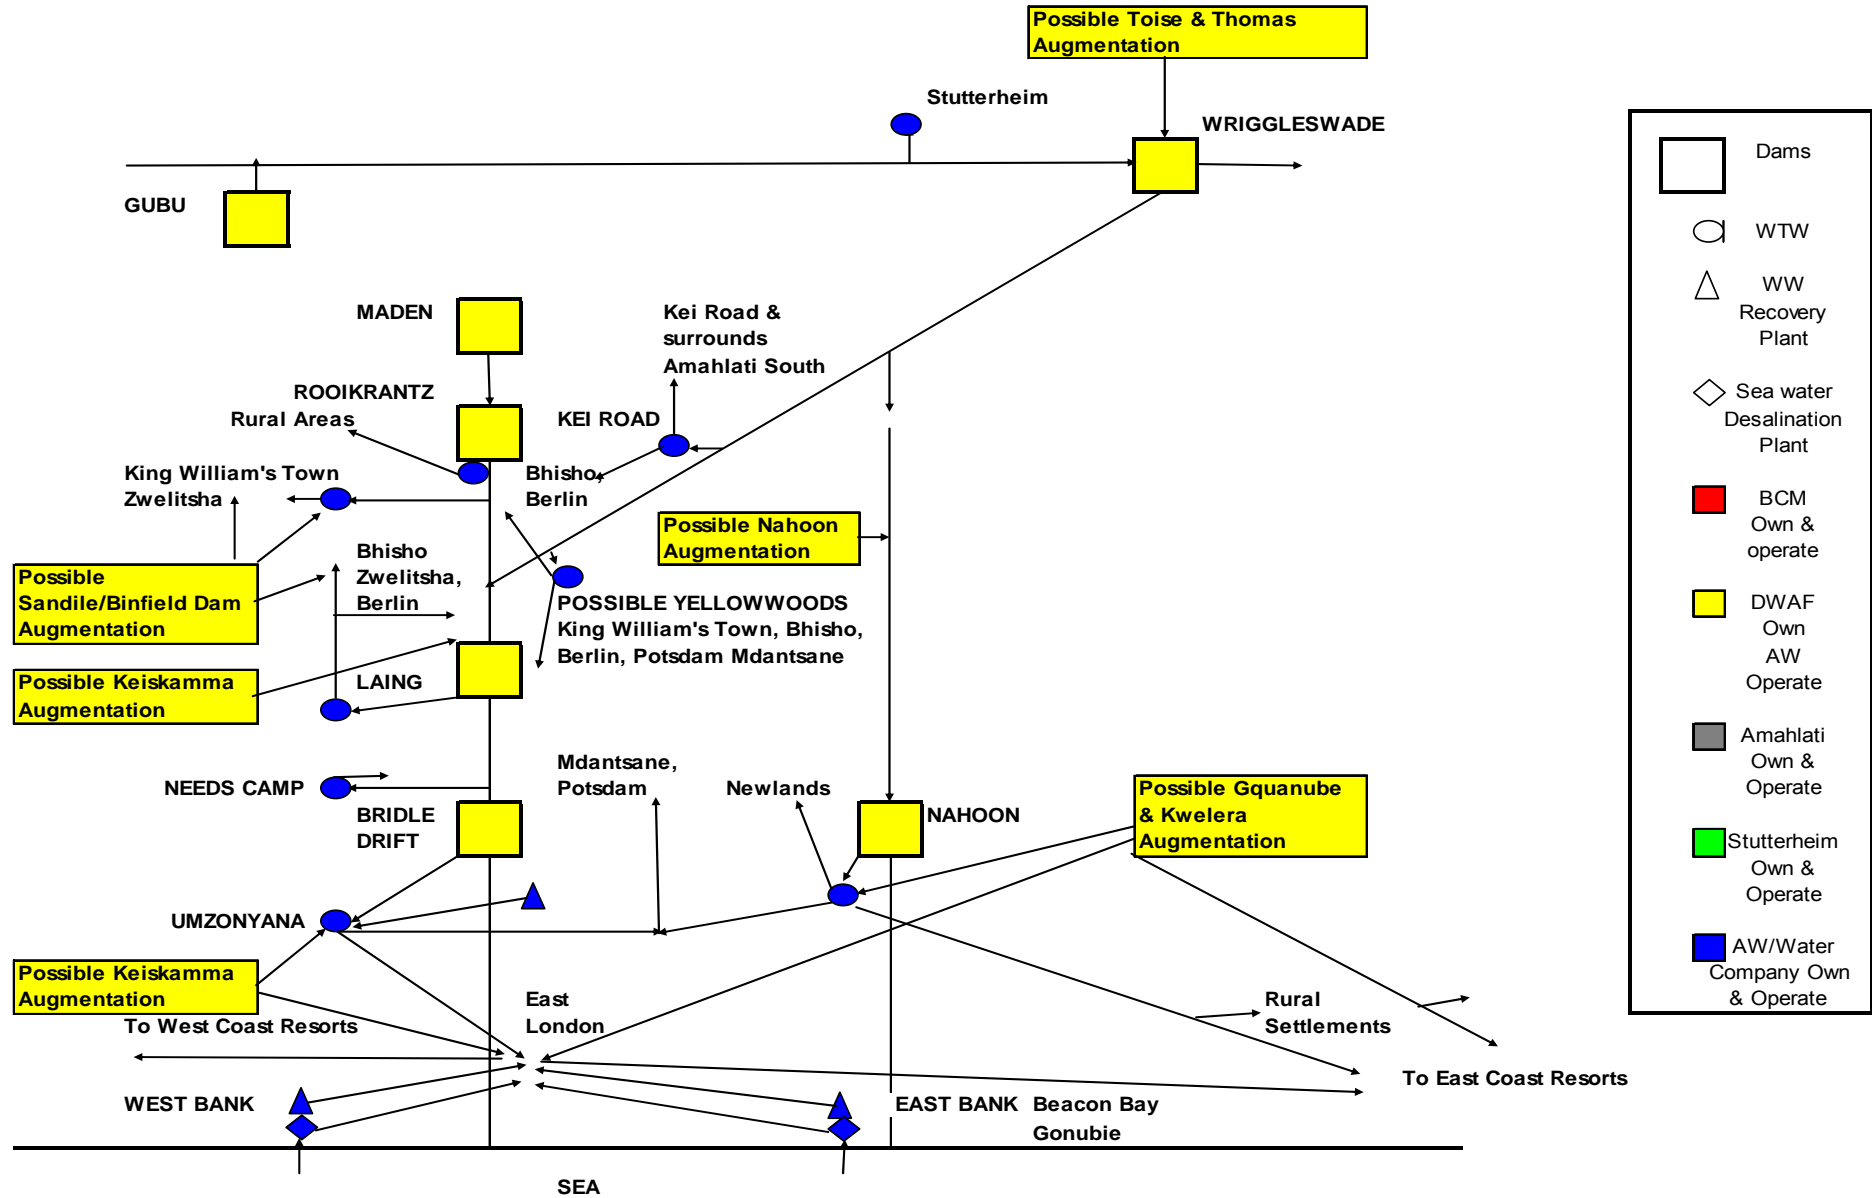 Possible Toise & Thomas
Augmentation
Stutterheim
WRIGGLESWADE
GUBU
MADEN
Kei Road &
surrounds
Amahlati South
ROOIKRANTZ
Rural Areas
KEI ROAD
King William's Town
Zwelitsha
Bhisho,
Berlin
Possible Nahoon
Augmentation
Bhisho
Zwelitsha,
Berlin
Possible
Sandile/Binfield Dam
Augmentation
POSSIBLE YELLOWWOODS
King William's Town, Bhisho,
Berlin, Potsdam Mdantsane
Possible Keiskamma
Augmentation
LAING
NEEDS CAMP
Mdantsane,
Potsdam
Newlands
BRIDLE
DRIFT
NAHOON
Possible Gquanube
& Kwelera
Augmentation
UMZONYANA
Possible Keiskamma
Augmentation
To West Coast Resorts
East
London
Rural
Settlements
To East Coast Resorts
WEST BANK
EAST BANK Beacon Bay
Gonubie
SEA
Dams
WTW
WW
Recovery
Plant
Sea water
Desalination
Plant
BCM
Own &
operate
DWAF
Own
AW
Operate
Amahlati
Own &
Operate
Stutterheim
Own &
Operate
AW/Water
Company Own
& Operate